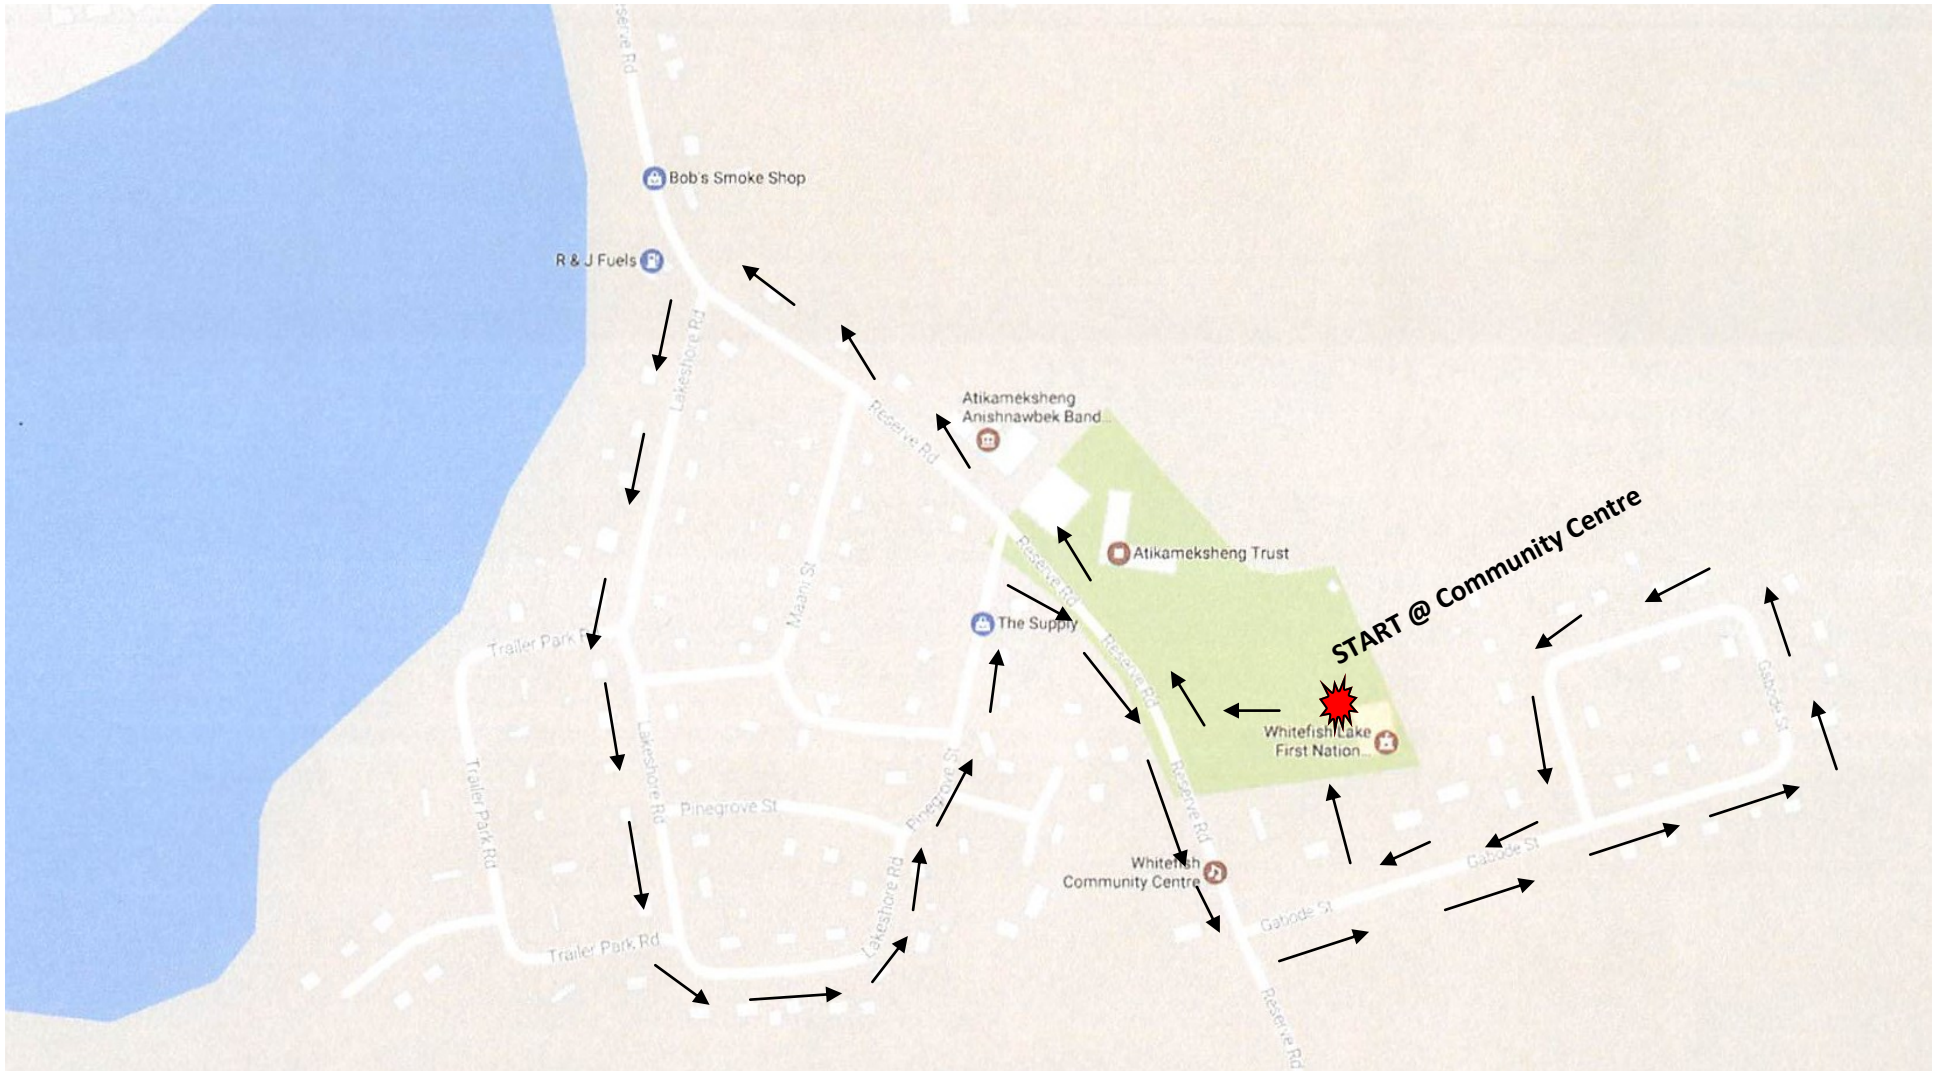 serve Rd
Bob's Smoke Shop
R & J Fuels
Lakeshore Rd
Reserve Rd
Atikameksheng
Anishnawbek Band...
Reserve Rd
Atikameksheng Trust
START @ Community Centre
Maani St
The Supply
Reserve Rd
Trailer Park R
Gabode St
Whitefish Lake
First Nation...
Lakeshore Rd
Trailer Park Rd
Pinegrove St
Pinegrove St
Reserve Rd
Gabode St
Whitefish
Community Centre
Lakeshore Rd
Gabode St
Trailer Park Rd
Reserve Rd